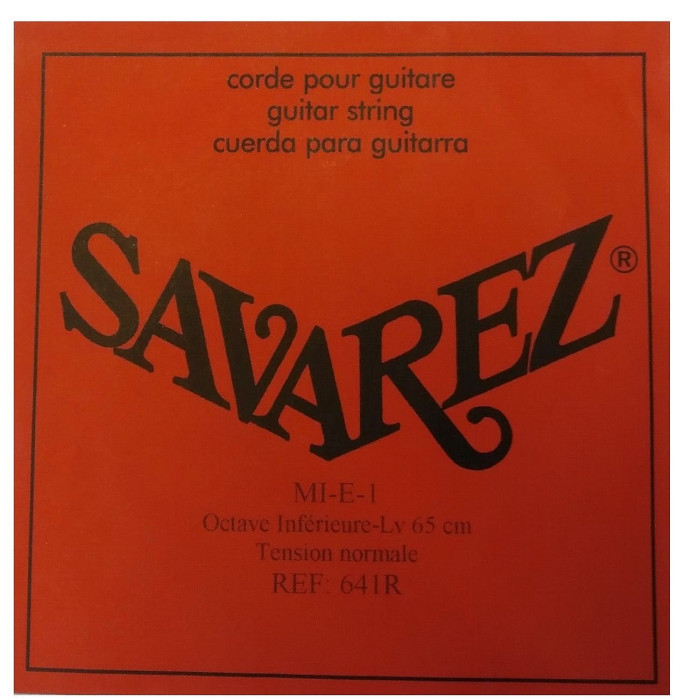 corde pour guitare
guitar string
cuerda para guitarra
SAVAREZ®
MI-E-1
Octave Inférieure-Lv 65 cm
Tension normale
REF: 641R